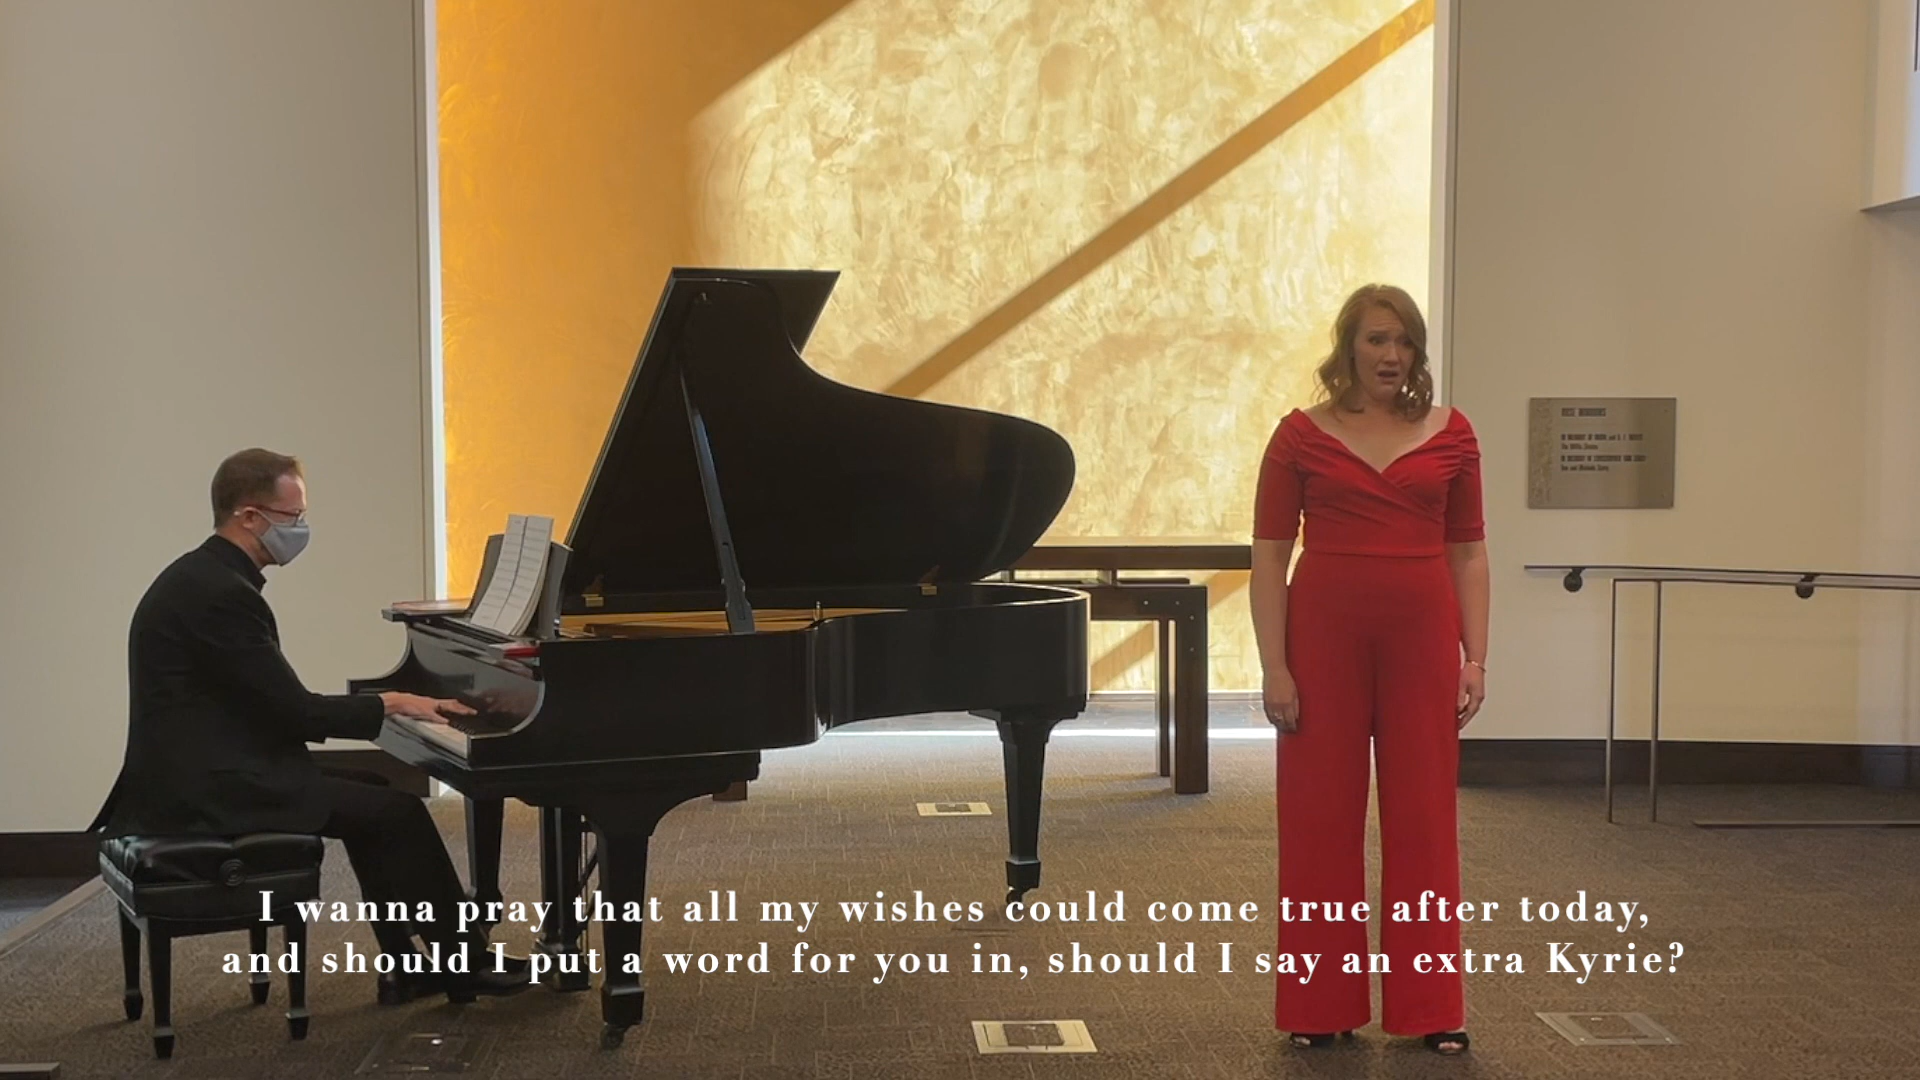 I wanna pray that all my wishes could come true after today,
and should I put a word for you in, should I say an extra Kyrie?